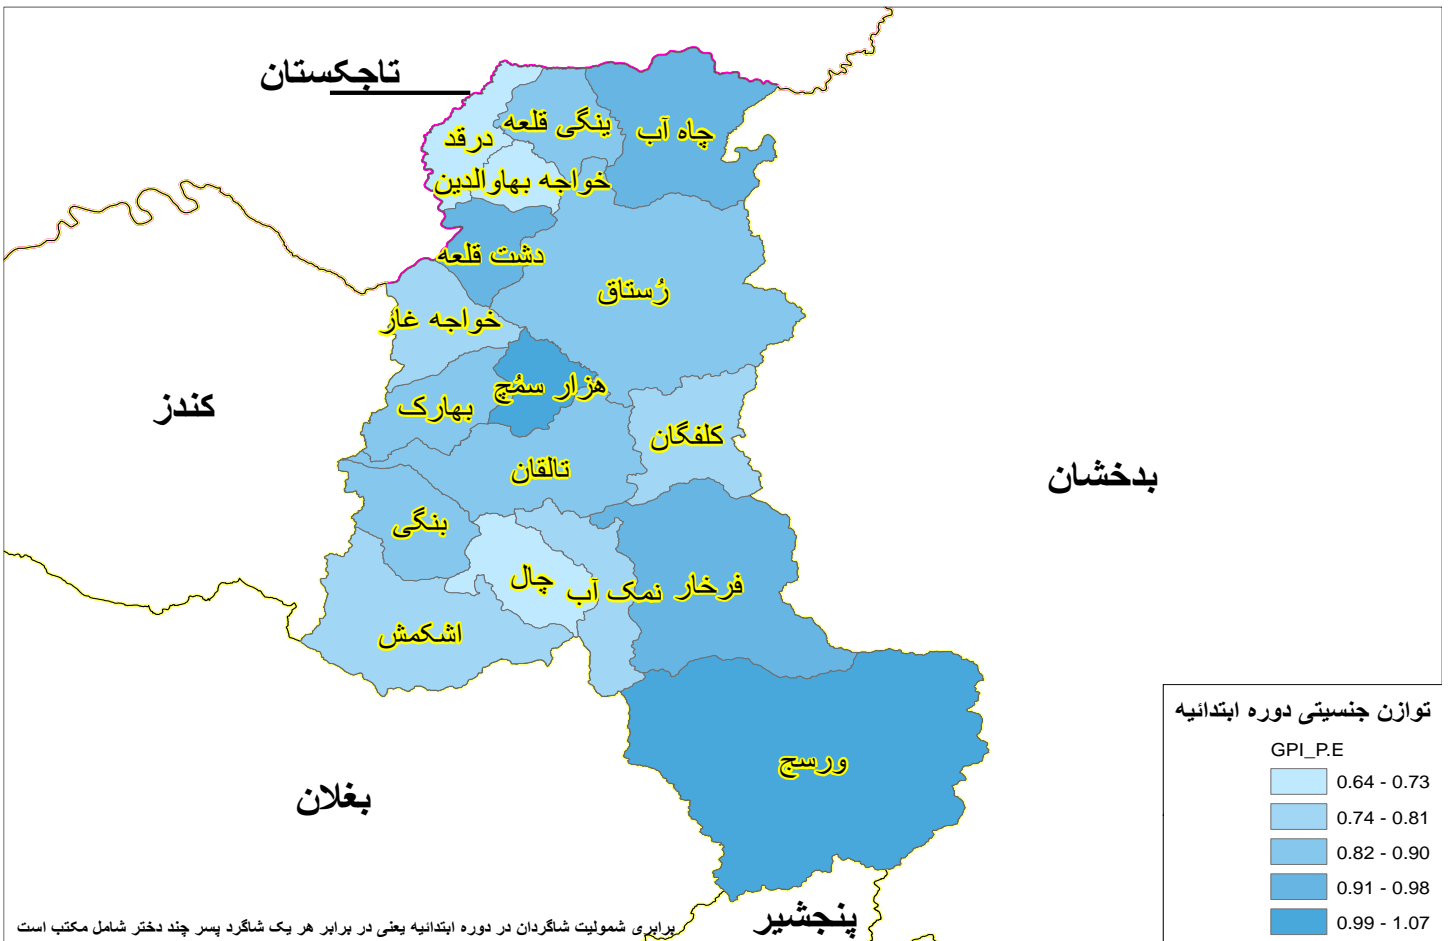 تاجکستان
درقد
ینگی قلعه
چاه آب
خواجه بهاوالدین
دشت قلعه
رُستاق
خواجه غار
هزار سمُچ
بهارک
کندز
کلفگان
تالقان
بدخشان
بنگی
چال
نمک آب
فرخار
اشکمش
ورسج
بغلان
پنجشیر
توازن جنسیتی دوره ابتدائیه
GPI_P.E
0.64 - 0.73
0.74 - 0.81
0.82 - 0.90
0.91 - 0.98
0.99 - 1.07
برابری شمولیت شاگردان در دوره ابتدائیه یعنی در برابر هر یک شاگرد پسر چند دختر شامل مکتب است